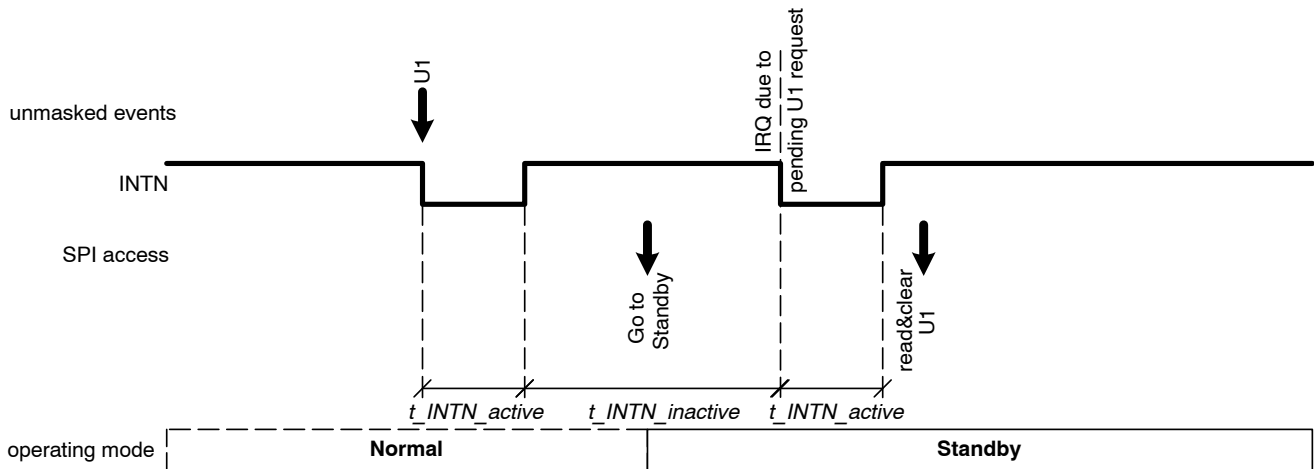 U1
IRQ due to
pending U1 request
unmasked events
INTN
SPI access
Go to
Standby
read&clear
U1
t_INTN_active
t_INTN_inactive
t_INTN_active
operating mode
Normal
Standby